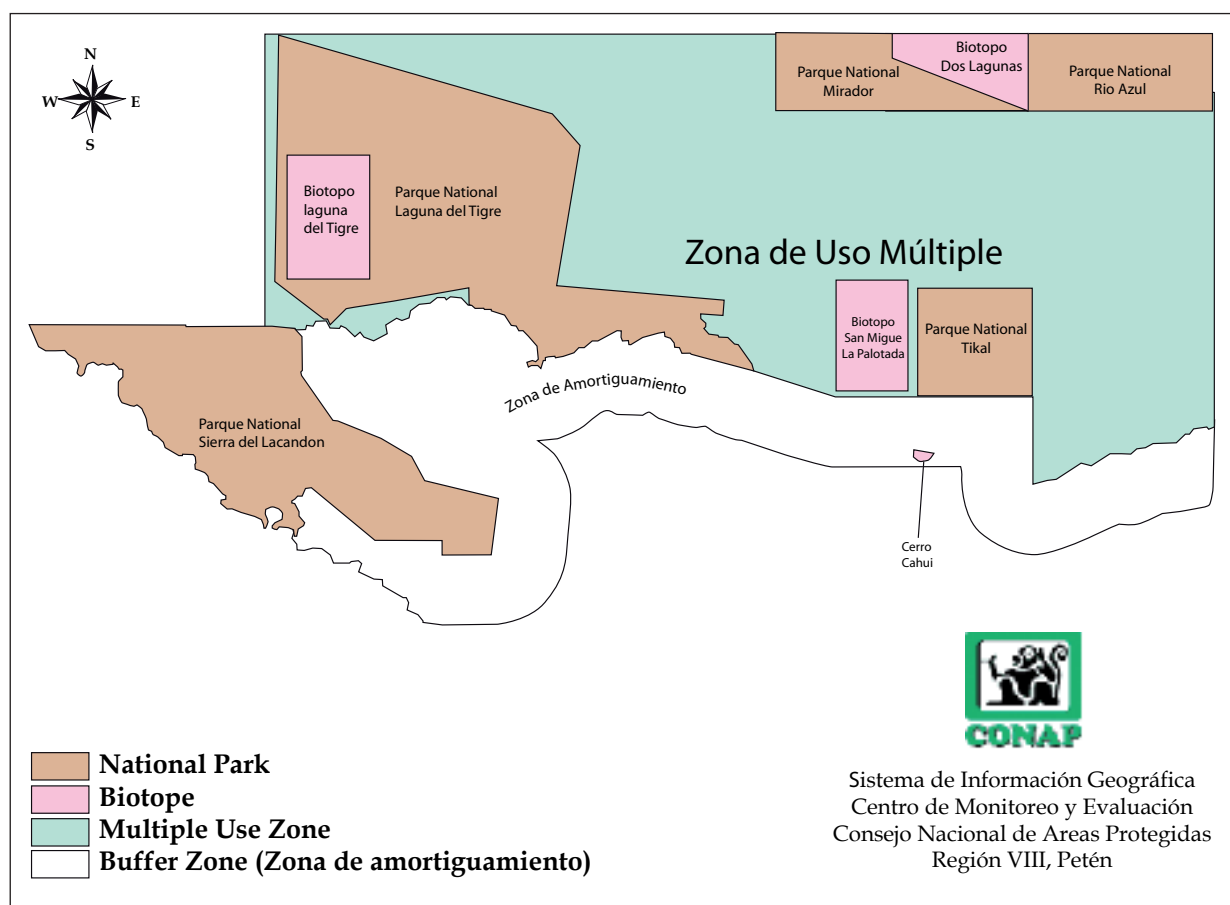 N
W
E
S
Biotopo
Dos Lagunas
Parque National
Mirador
Parque National
Rio Azul
Biotopo
laguna
del Tigre
Parque National
Laguna del Tigre
Zona de Uso Múltiple
Biotopo
San Migue
La Palotada
Parque National
Tikal
Zona de Amortiguamiento
Parque National
Sierra del Lacandon
Cerro
Cahui
CONAP
National Park
Biotope
Multiple Use Zone
Buffer Zone (Zona de amortiguamiento)
Sistema de Información Geográfica
Centro de Monitoreo y Evaluación
Consejo Nacional de Areas Protegidas
Región VIII, Petén